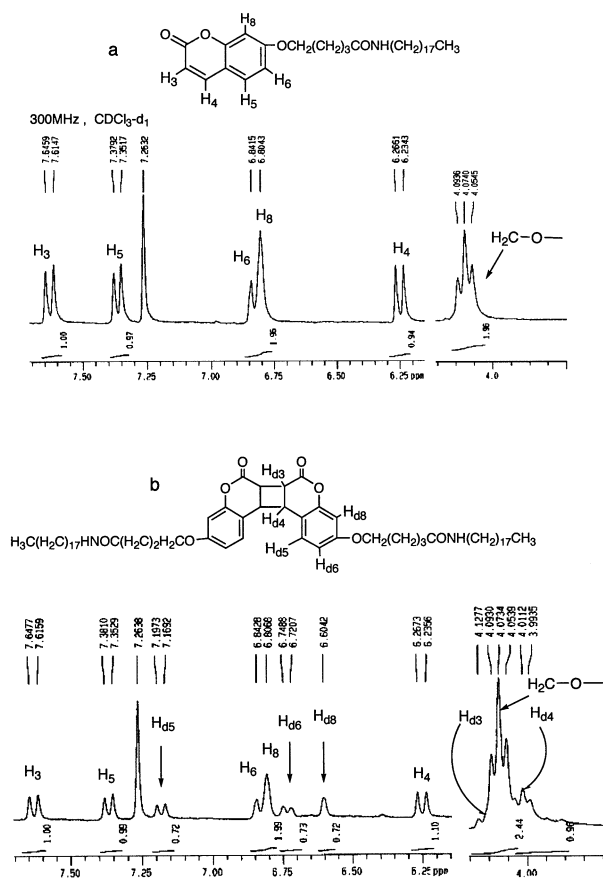 a
H8
O
O
OCH2(CH2)3CONH(CH2)17CH3
H3
H4
H5
H6
300MHz , CDCl3-d1
7.6459
7.6147
7.3792
7.3517
7.2632
6.8415
6.8043
6.2661
6.2343
4.0936
4.0740
4.0545
H3
H5
H6
H8
H4
H2C-O-
1.00
0.97
1.95
0.94
1.96
7.50
7.25
7.00
6.75
6.50
6.25 ppm
4.0
b
O
O
Hd3
O
O
Hd4
Hd8
H3C(H2C)17HNOC(H2C)2H2CO
Hd5
Hd6
OCH2(CH2)3CONH(CH2)17CH3
7.6477
7.6159
7.3810
7.3529
7.2638
7.1973
7.1692
6.8428
6.8068
6.7488
6.7207
6.6042
6.2673
6.2356
4.1277
4.0930
4.0734
4.0539
4.0112
3.9935
H3
H5
Hd5
H6
H8
Hd6
Hd8
H4
Hd3
H2C-O-
Hd4
1.00
0.99
0.72
1.99
0.73
0.72
1.10
2.44
0.96
7.50
7.25
7.00
6.75
6.50
6.25 ppm
4.00